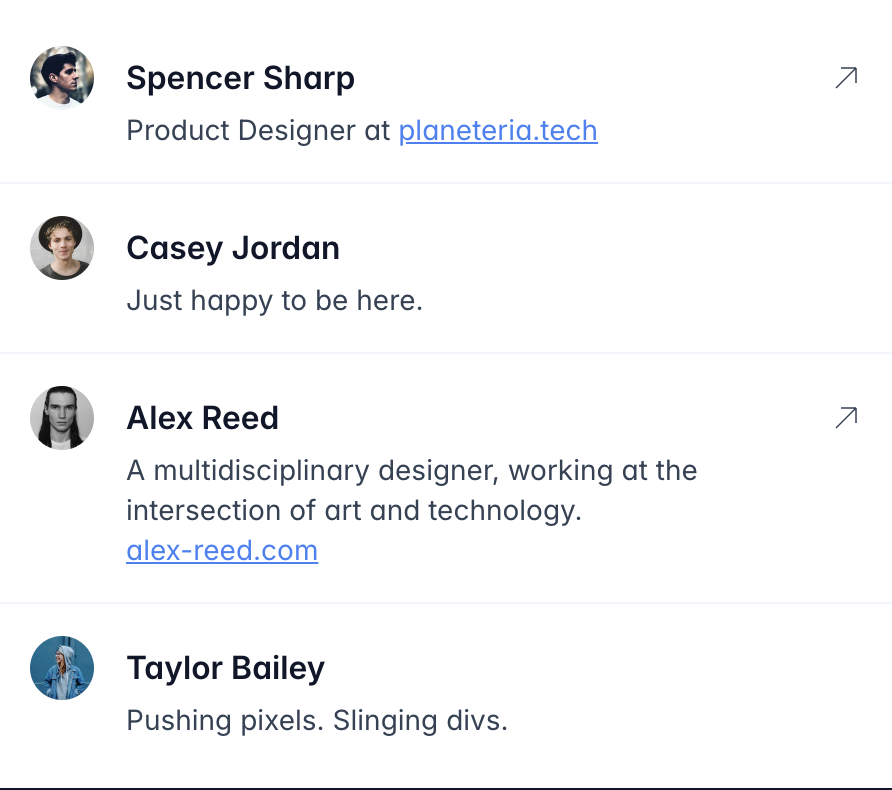 Spencer Sharp
Product Designer at planeteria.tech
Casey Jordan
Just happy to be here.
Alex Reed
A multidisciplinary designer, working at the
intersection of art and technology.
alex-reed.com
Taylor Bailey
Pushing pixels. Slinging divs.